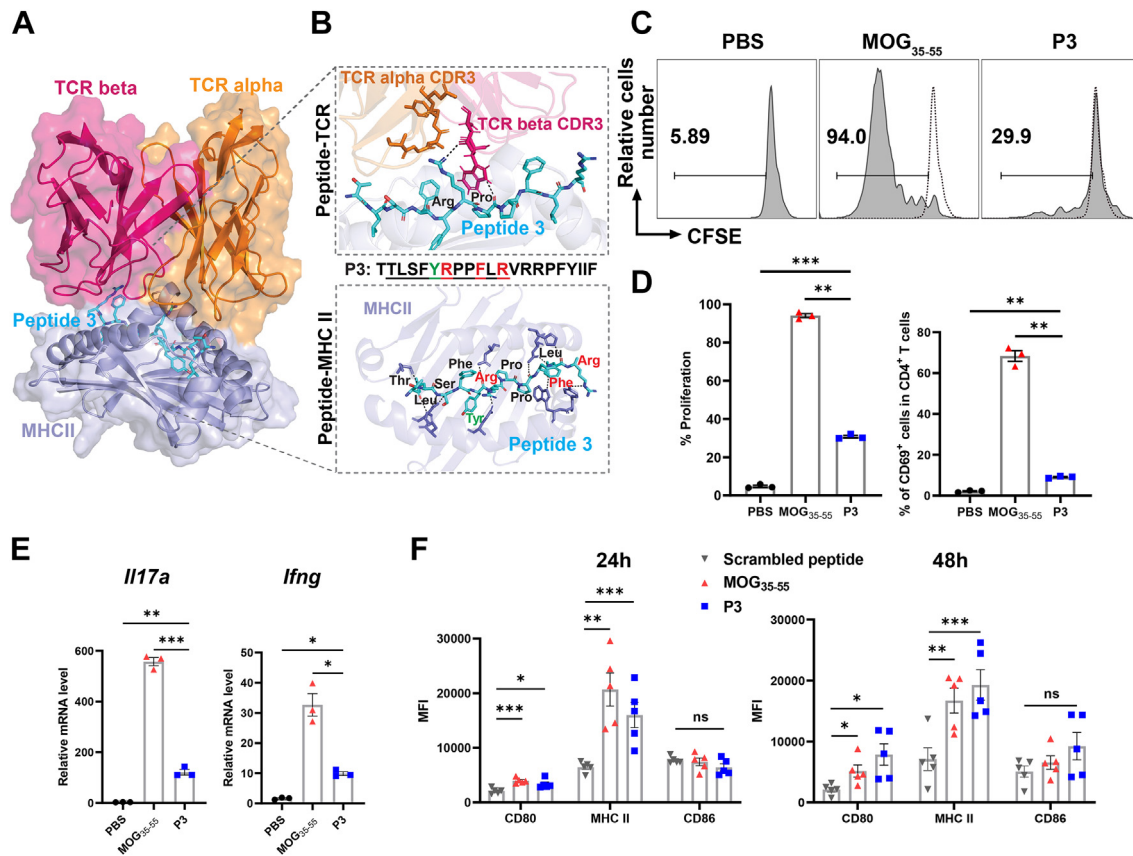 A
TCR beta
TCR alpha
Peptide 3
MHCII
B
Peptide-TCR
TCR alpha CDR3
TCR beta CDR3
Arg
Pro
Peptide 3
P3: TTLSFYRPPFLRVRRPFYIIF
Peptide-MHC II
MHCII
Thr
Leu
Ser
Phe
Arg
Tyr
Pro
Pro
Leu
Phe
Arg
Peptide 3
C
PBS
MOG35-55
P3
Relative cells
number
5.89
94.0
29.9
CFSE
D
% Proliferation
100
80
60
40
20
0
***
**
PBS
MOG35-55
P3
% of CD69+ cells in CD4+ T cells
80
60
40
20
0
**
**
PBS
MOG35-55
P3
E
Il17a
Relative mRNA level
600
400
200
0
**
***
PBS
MOG35-55
P3
Ifng
Relative mRNA level
50
40
30
20
10
0
*
*
PBS
MOG35-55
P3
F
24h
Scrambled peptide
MOG35-55
P3
48h
MFI
30000
20000
10000
0
*
***
***
**
ns
CD80
MHC II
CD86
MFI
30000
20000
10000
0
*
*
***
**
ns
CD80
MHC II
CD86